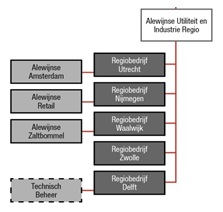 Alewijnse Utiliteit en
Industrie Regio
Regiobedrijf
Utrecht
Alewijnse
Amsterdam
Regiobedrijf
Nijmegen
Alewijnse
Retail
Regiobedrijf
Waalwijk
Alewijnse
Zaltbommel
Regiobedrijf
Zwolle
Regiobedrijf
Delft
Technisch
Beheer